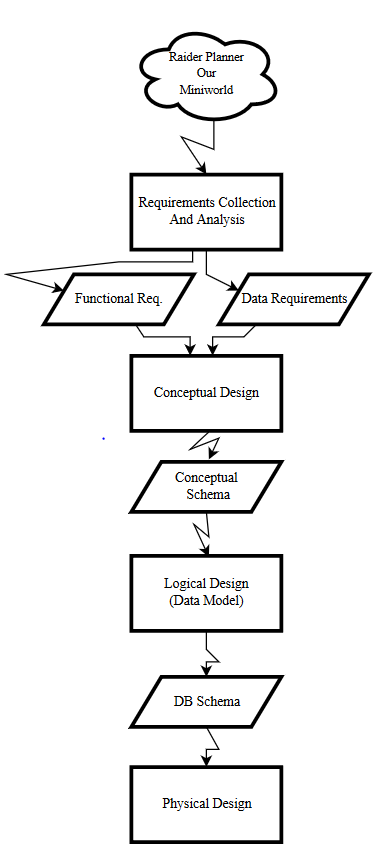 Raider Planner
Our
Miniworld
Requirements Collection
And Analysis
Functional Req.
Data Requirements
Conceptual Design
Conceptual
Schema
Logical Design
(Data Model)
DB Schema
Physical Design